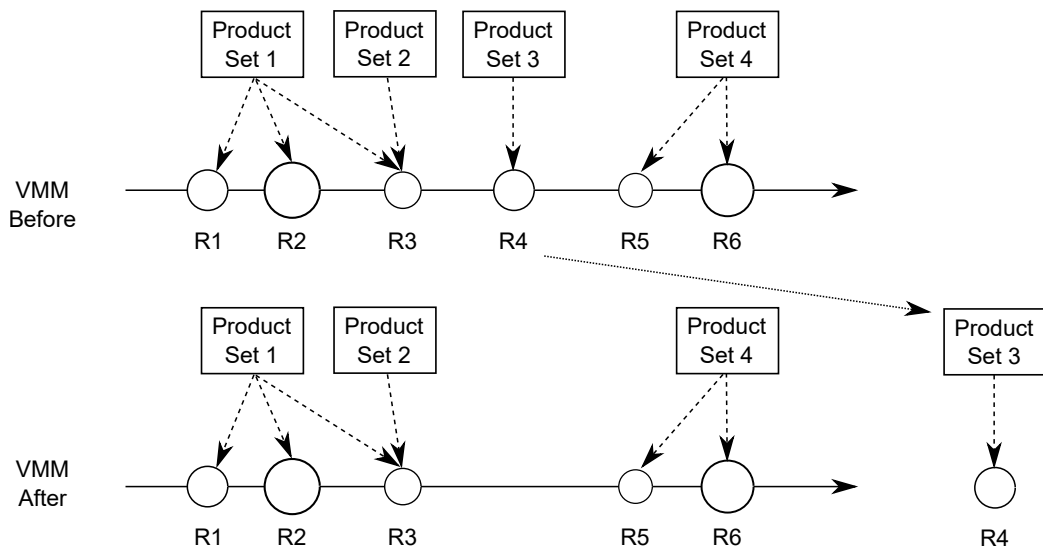 Product
Set 1
Product
Set 2
Product
Set 3
Product
Set 4
VMM
Before
R1
R2
R3
R4
R5
R6
Product
Set 1
Product
Set 2
Product
Set 4
Product
Set 3
VMM
After
R1
R2
R3
R5
R6
R4